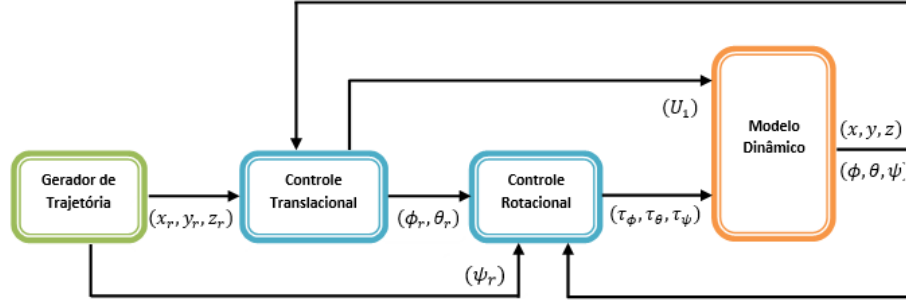 Gerador de
Trajetória
(x_r, y_r, z_r)
Controle
Translacional
(ϕ_r, θ_r)
Controle
Rotacional
(τ_ϕ, τ_θ, τ_ψ)
(U_1)
Modelo
Dinâmico
(x, y, z)
(ϕ, θ, ψ)
(ψ_r)